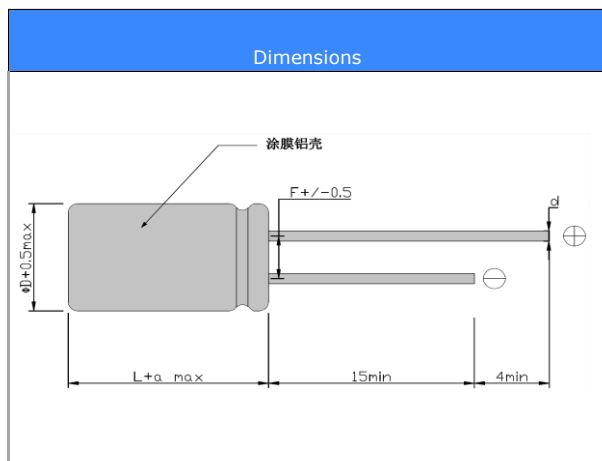 Dimensions
涂膜铝壳
F+/-0.5
d
ΦD+0.5max
L+a max
15min
4min